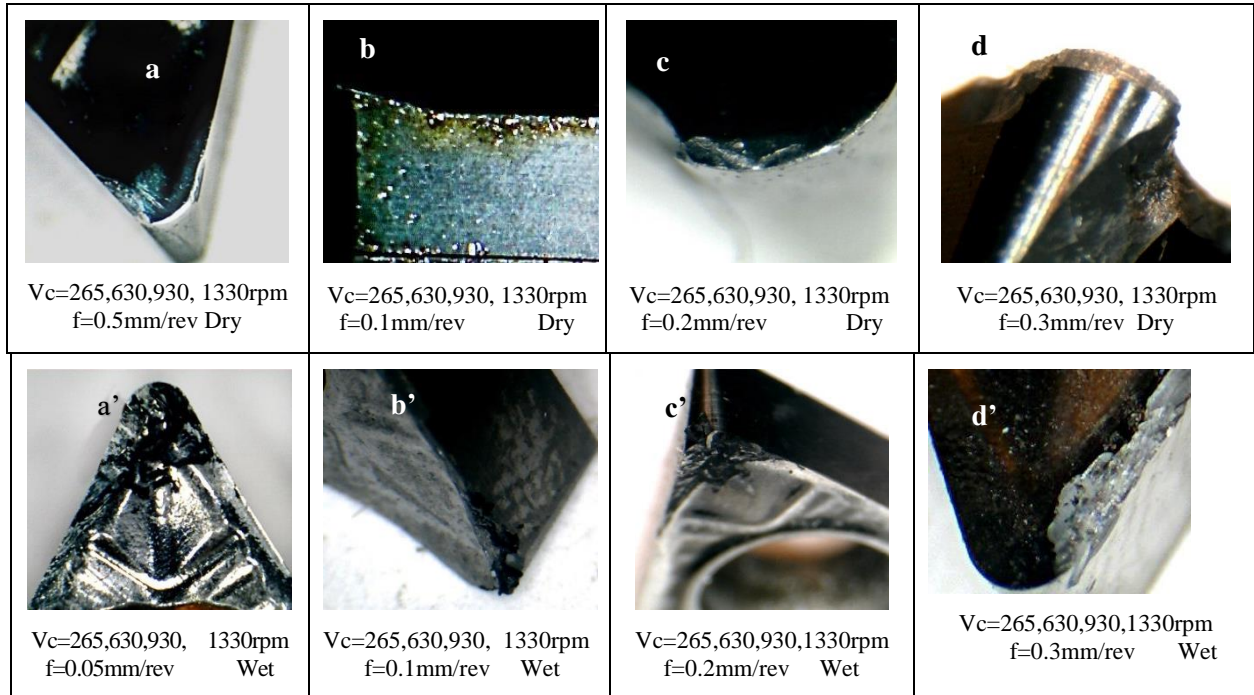 a
b
c
d
Vc=265,630,930, 1330rpm
f=0.5mm/rev Dry
Vc=265,630,930, 1330rpm
f=0.1mm/rev Dry
Vc=265,630,930, 1330rpm
f=0.2mm/rev Dry
Vc=265,630,930, 1330rpm
f=0.3mm/rev Dry
a’
b’
c’
d’
Vc=265,630,930, 1330rpm
f=0.05mm/rev Wet
Vc=265,630,930, 1330rpm
f=0.1mm/rev Wet
Vc=265,630,930,1330rpm
f=0.2mm/rev Wet
Vc=265,630,930,1330rpm
f=0.3mm/rev Wet